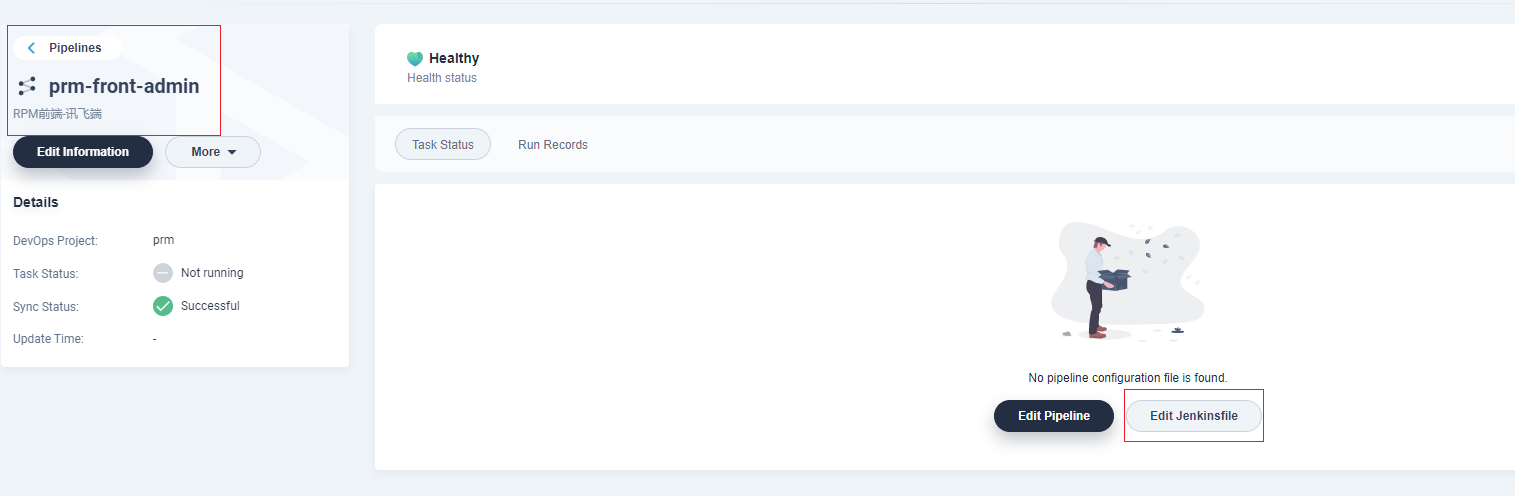 Pipelines
prm-front-admin
RPM前端-讯飞端
Edit Information
More
Details
DevOps Project: prm
Task Status: Not running
Sync Status: Successful
Update Time: -
Healthy
Health status
Task Status
Run Records
No pipeline configuration file is found.
Edit Pipeline
Edit Jenkinsfile